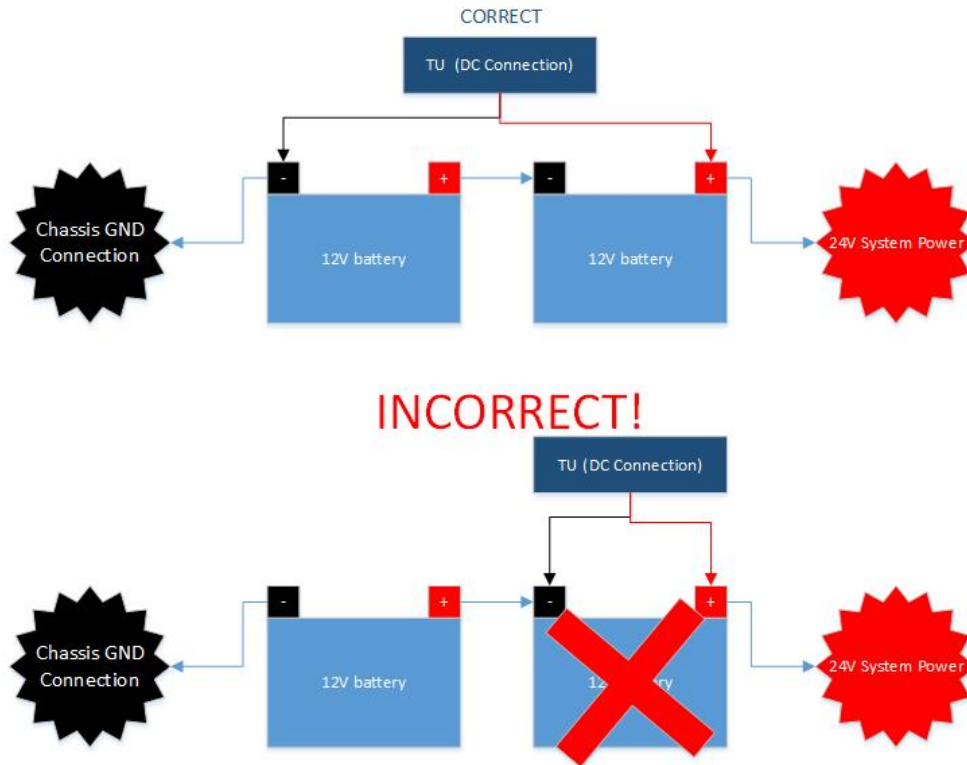 CORRECT
TU (DC Connection)
- + - +
Chassis GND
Connection
12V battery
12V battery
24V System Power
INCORRECT!
TU (DC Connection)
- + - +
Chassis GND
Connection
12V battery
24V System Power